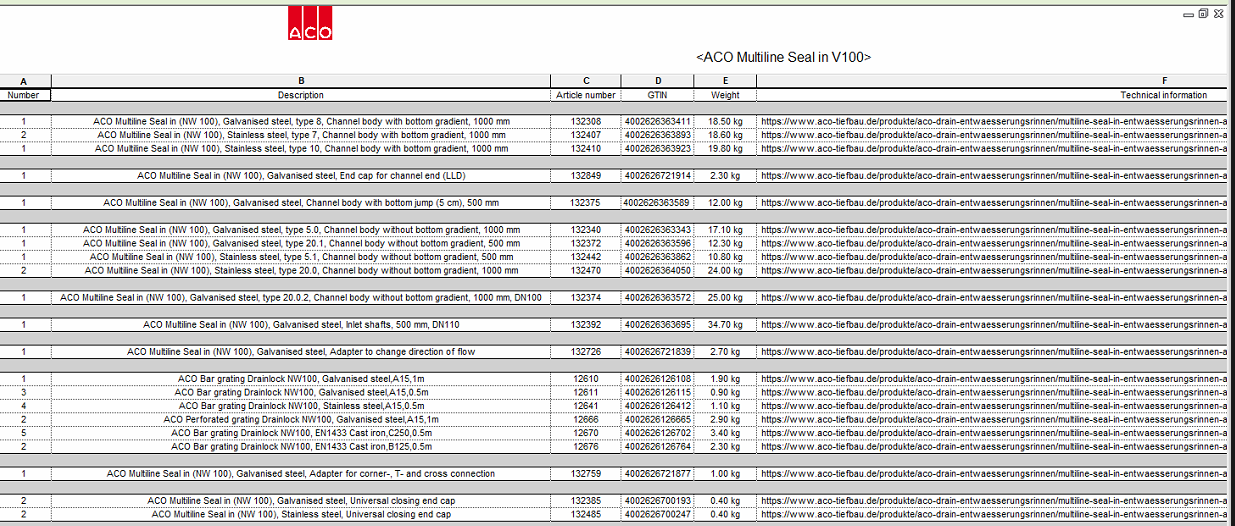 ACO
<ACO Multiline Seal in V100>
A B C D E F
Number Description Article number GTIN Weight Technical information
1 ACO Multiline Seal in (NW 100), Galvanised steel, type 8, Channel body with bottom gradient, 1000 mm 132308 4002626363411 18.50 kg https://www.aco-tiefbau.de/produkte/aco-drain-entwaesserungsrinnen/multiline-seal-in-entwaesserungsrinnen-a
2 ACO Multiline Seal in (NW 100), Stainless steel, type 7, Channel body with bottom gradient, 1000 mm 132407 4002626363893 18.60 kg https://www.aco-tiefbau.de/produkte/aco-drain-entwaesserungsrinnen/multiline-seal-in-entwaesserungsrinnen-a
1 ACO Multiline Seal in (NW 100), Stainless steel, type 10, Channel body with bottom gradient, 1000 mm 132410 4002626363923 19.80 kg https://www.aco-tiefbau.de/produkte/aco-drain-entwaesserungsrinnen/multiline-seal-in-entwaesserungsrinnen-a
1 ACO Multiline Seal in (NW 100), Galvanised steel, End cap for channel end (LLD) 132849 4002626721914 2.30 kg https://www.aco-tiefbau.de/produkte/aco-drain-entwaesserungsrinnen/multiline-seal-in-entwaesserungsrinnen-a
1 ACO Multiline Seal in (NW 100), Galvanised steel, Channel body with bottom jump (5 cm), 500 mm 132375 4002626363589 12.00 kg https://www.aco-tiefbau.de/produkte/aco-drain-entwaesserungsrinnen/multiline-seal-in-entwaesserungsrinnen-a
1 ACO Multiline Seal in (NW 100), Galvanised steel, type 5.0, Channel body without bottom gradient, 1000 mm 132340 4002626363343 17.10 kg https://www.aco-tiefbau.de/produkte/aco-drain-entwaesserungsrinnen/multiline-seal-in-entwaesserungsrinnen-a
1 ACO Multiline Seal in (NW 100), Galvanised steel, type 20.1, Channel body without bottom gradient, 500 mm 132372 4002626363596 12.30 kg https://www.aco-tiefbau.de/produkte/aco-drain-entwaesserungsrinnen/multiline-seal-in-entwaesserungsrinnen-a
1 ACO Multiline Seal in (NW 100), Stainless steel, type 5.1, Channel body without bottom gradient, 500 mm 132442 4002626363862 10.80 kg https://www.aco-tiefbau.de/produkte/aco-drain-entwaesserungsrinnen/multiline-seal-in-entwaesserungsrinnen-a
2 ACO Multiline Seal in (NW 100), Stainless steel, type 20.0, Channel body without bottom gradient, 1000 mm 132470 4002626364050 24.00 kg https://www.aco-tiefbau.de/produkte/aco-drain-entwaesserungsrinnen/multiline-seal-in-entwaesserungsrinnen-a
1 ACO Multiline Seal in (NW 100), Galvanised steel, type 20.0.2, Channel body without bottom gradient, 1000 mm, DN100 132374 4002626363572 25.00 kg https://www.aco-tiefbau.de/produkte/aco-drain-entwaesserungsrinnen/multiline-seal-in-entwaesserungsrinnen-a
1 ACO Multiline Seal in (NW 100), Galvanised steel, Inlet shafts, 500 mm, DN110 132392 4002626363695 34.70 kg https://www.aco-tiefbau.de/produkte/aco-drain-entwaesserungsrinnen/multiline-seal-in-entwaesserungsrinnen-a
1 ACO Multiline Seal in (NW 100), Galvanised steel, Adapter to change direction of flow 132726 4002626721839 2.70 kg https://www.aco-tiefbau.de/produkte/aco-drain-entwaesserungsrinnen/multiline-seal-in-entwaesserungsrinnen-a
1 ACO Bar grating Drainlock NW100, Galvanised steel,A15,1m 12610 4002626126108 1.90 kg https://www.aco-tiefbau.de/produkte/aco-drain-entwaesserungsrinnen/multiline-seal-in-entwaesserungsrinnen-a
3 ACO Bar grating Drainlock NW100, Galvanised steel,A15,0.5m 12611 4002626126115 0.90 kg https://www.aco-tiefbau.de/produkte/aco-drain-entwaesserungsrinnen/multiline-seal-in-entwaesserungsrinnen-a
4 ACO Bar grating Drainlock NW100, Stainless steel,A15,0.5m 12641 4002626126412 1.10 kg https://www.aco-tiefbau.de/produkte/aco-drain-entwaesserungsrinnen/multiline-seal-in-entwaesserungsrinnen-a
2 ACO Perforated grating Drainlock NW100, Galvanised steel,A15,1m 12666 4002626126665 2.90 kg https://www.aco-tiefbau.de/produkte/aco-drain-entwaesserungsrinnen/multiline-seal-in-entwaesserungsrinnen-a
5 ACO Bar grating Drainlock NW100, EN1433 Cast iron,C250,0.5m 12670 4002626126702 3.40 kg https://www.aco-tiefbau.de/produkte/aco-drain-entwaesserungsrinnen/multiline-seal-in-entwaesserungsrinnen-a
2 ACO Bar grating Drainlock NW100, EN1433 Cast iron,B125,0.5m 12676 4002626126764 2.30 kg https://www.aco-tiefbau.de/produkte/aco-drain-entwaesserungsrinnen/multiline-seal-in-entwaesserungsrinnen-a
1 ACO Multiline Seal in (NW 100), Galvanised steel, Adapter for corner-, T- and cross connection 132759 4002626721877 1.00 kg https://www.aco-tiefbau.de/produkte/aco-drain-entwaesserungsrinnen/multiline-seal-in-entwaesserungsrinnen-a
2 ACO Multiline Seal in (NW 100), Galvanised steel, Universal closing end cap 132385 4002626700193 0.40 kg https://www.aco-tiefbau.de/produkte/aco-drain-entwaesserungsrinnen/multiline-seal-in-entwaesserungsrinnen-a
2 ACO Multiline Seal in (NW 100), Stainless steel, Universal closing end cap 132485 4002626700247 0.40 kg https://www.aco-tiefbau.de/produkte/aco-drain-entwaesserungsrinnen/multiline-seal-in-entwaesserungsrinnen-a